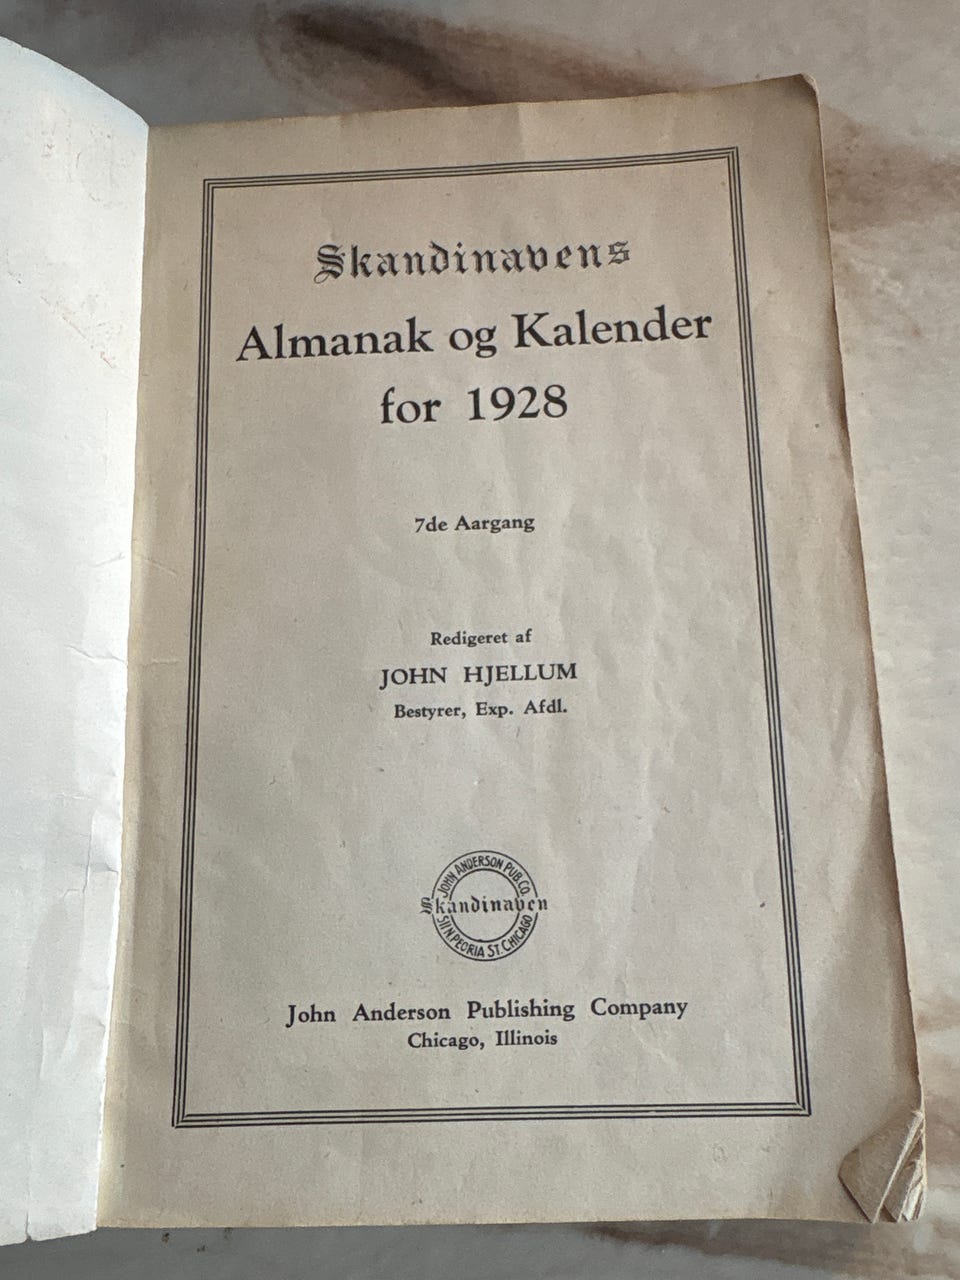 Skandinavens
Almanak og Kalender
for 1928
7de Aargang
Redigeret af
JOHN HJELLUM
Bestyrer, Exp. Afdl.
JOHN ANDERSON PUB. CO.
Skandinaven
511 N. PEORIA ST. CHICAGO
John Anderson Publishing Company
Chicago, Illinois